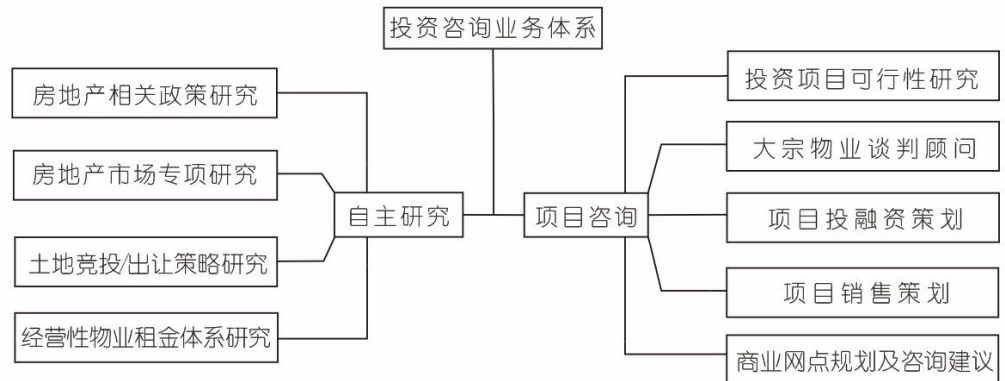 投资咨询业务体系
房地产相关政策研究
房地产市场专项研究
土地竞投/出让策略研究
经营性物业租金体系研究
自主研究
项目咨询
投资项目可行性研究
大宗物业谈判顾问
项目投融资策划
项目销售策划
商业网点规划及咨询建议